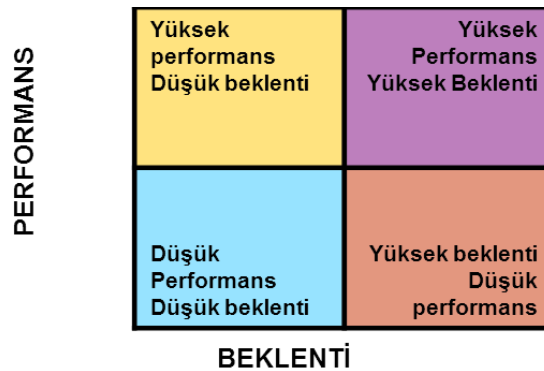 PERFORMANS
Yüksek
performans
Düşük beklenti
Yüksek
Performans
Yüksek Beklenti
Düşük
Performans
Düşük beklenti
Yüksek beklenti
Düşük
performans
BEKLENTİ